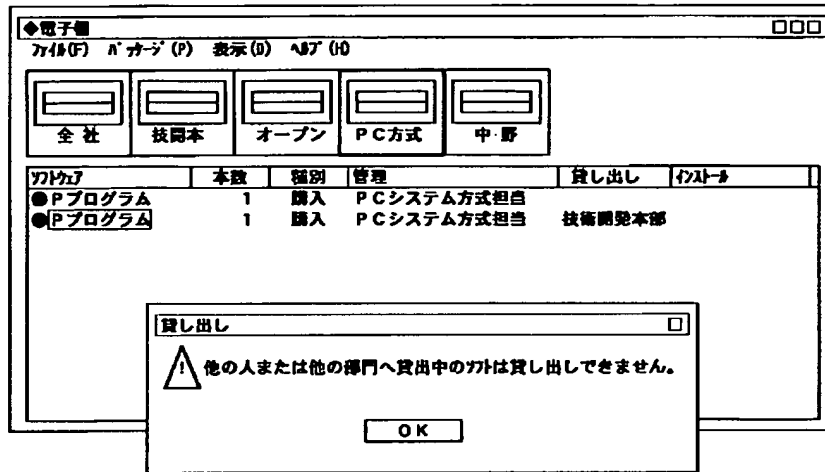 ◆電子棚
ﾌｧｲﾙ(F) ﾊﾟｯｹｰｼﾞ(P) 表示(D) ﾍﾙﾌﾟ(H)
全社 技開本 オープン PC方式 中・野
ｿﾌﾄｳｪｱ 本数 種別 管理 貸し出し ｲﾝｽﾄｰﾙ
●Pプログラム 1 購入 PCシステム方式担当
●Pプログラム 1 購入 PCシステム方式担当 技術開発本部
貸し出し
! 他の人または他の部門へ貸出中のｿﾌﾄは貸し出しできません。
OK